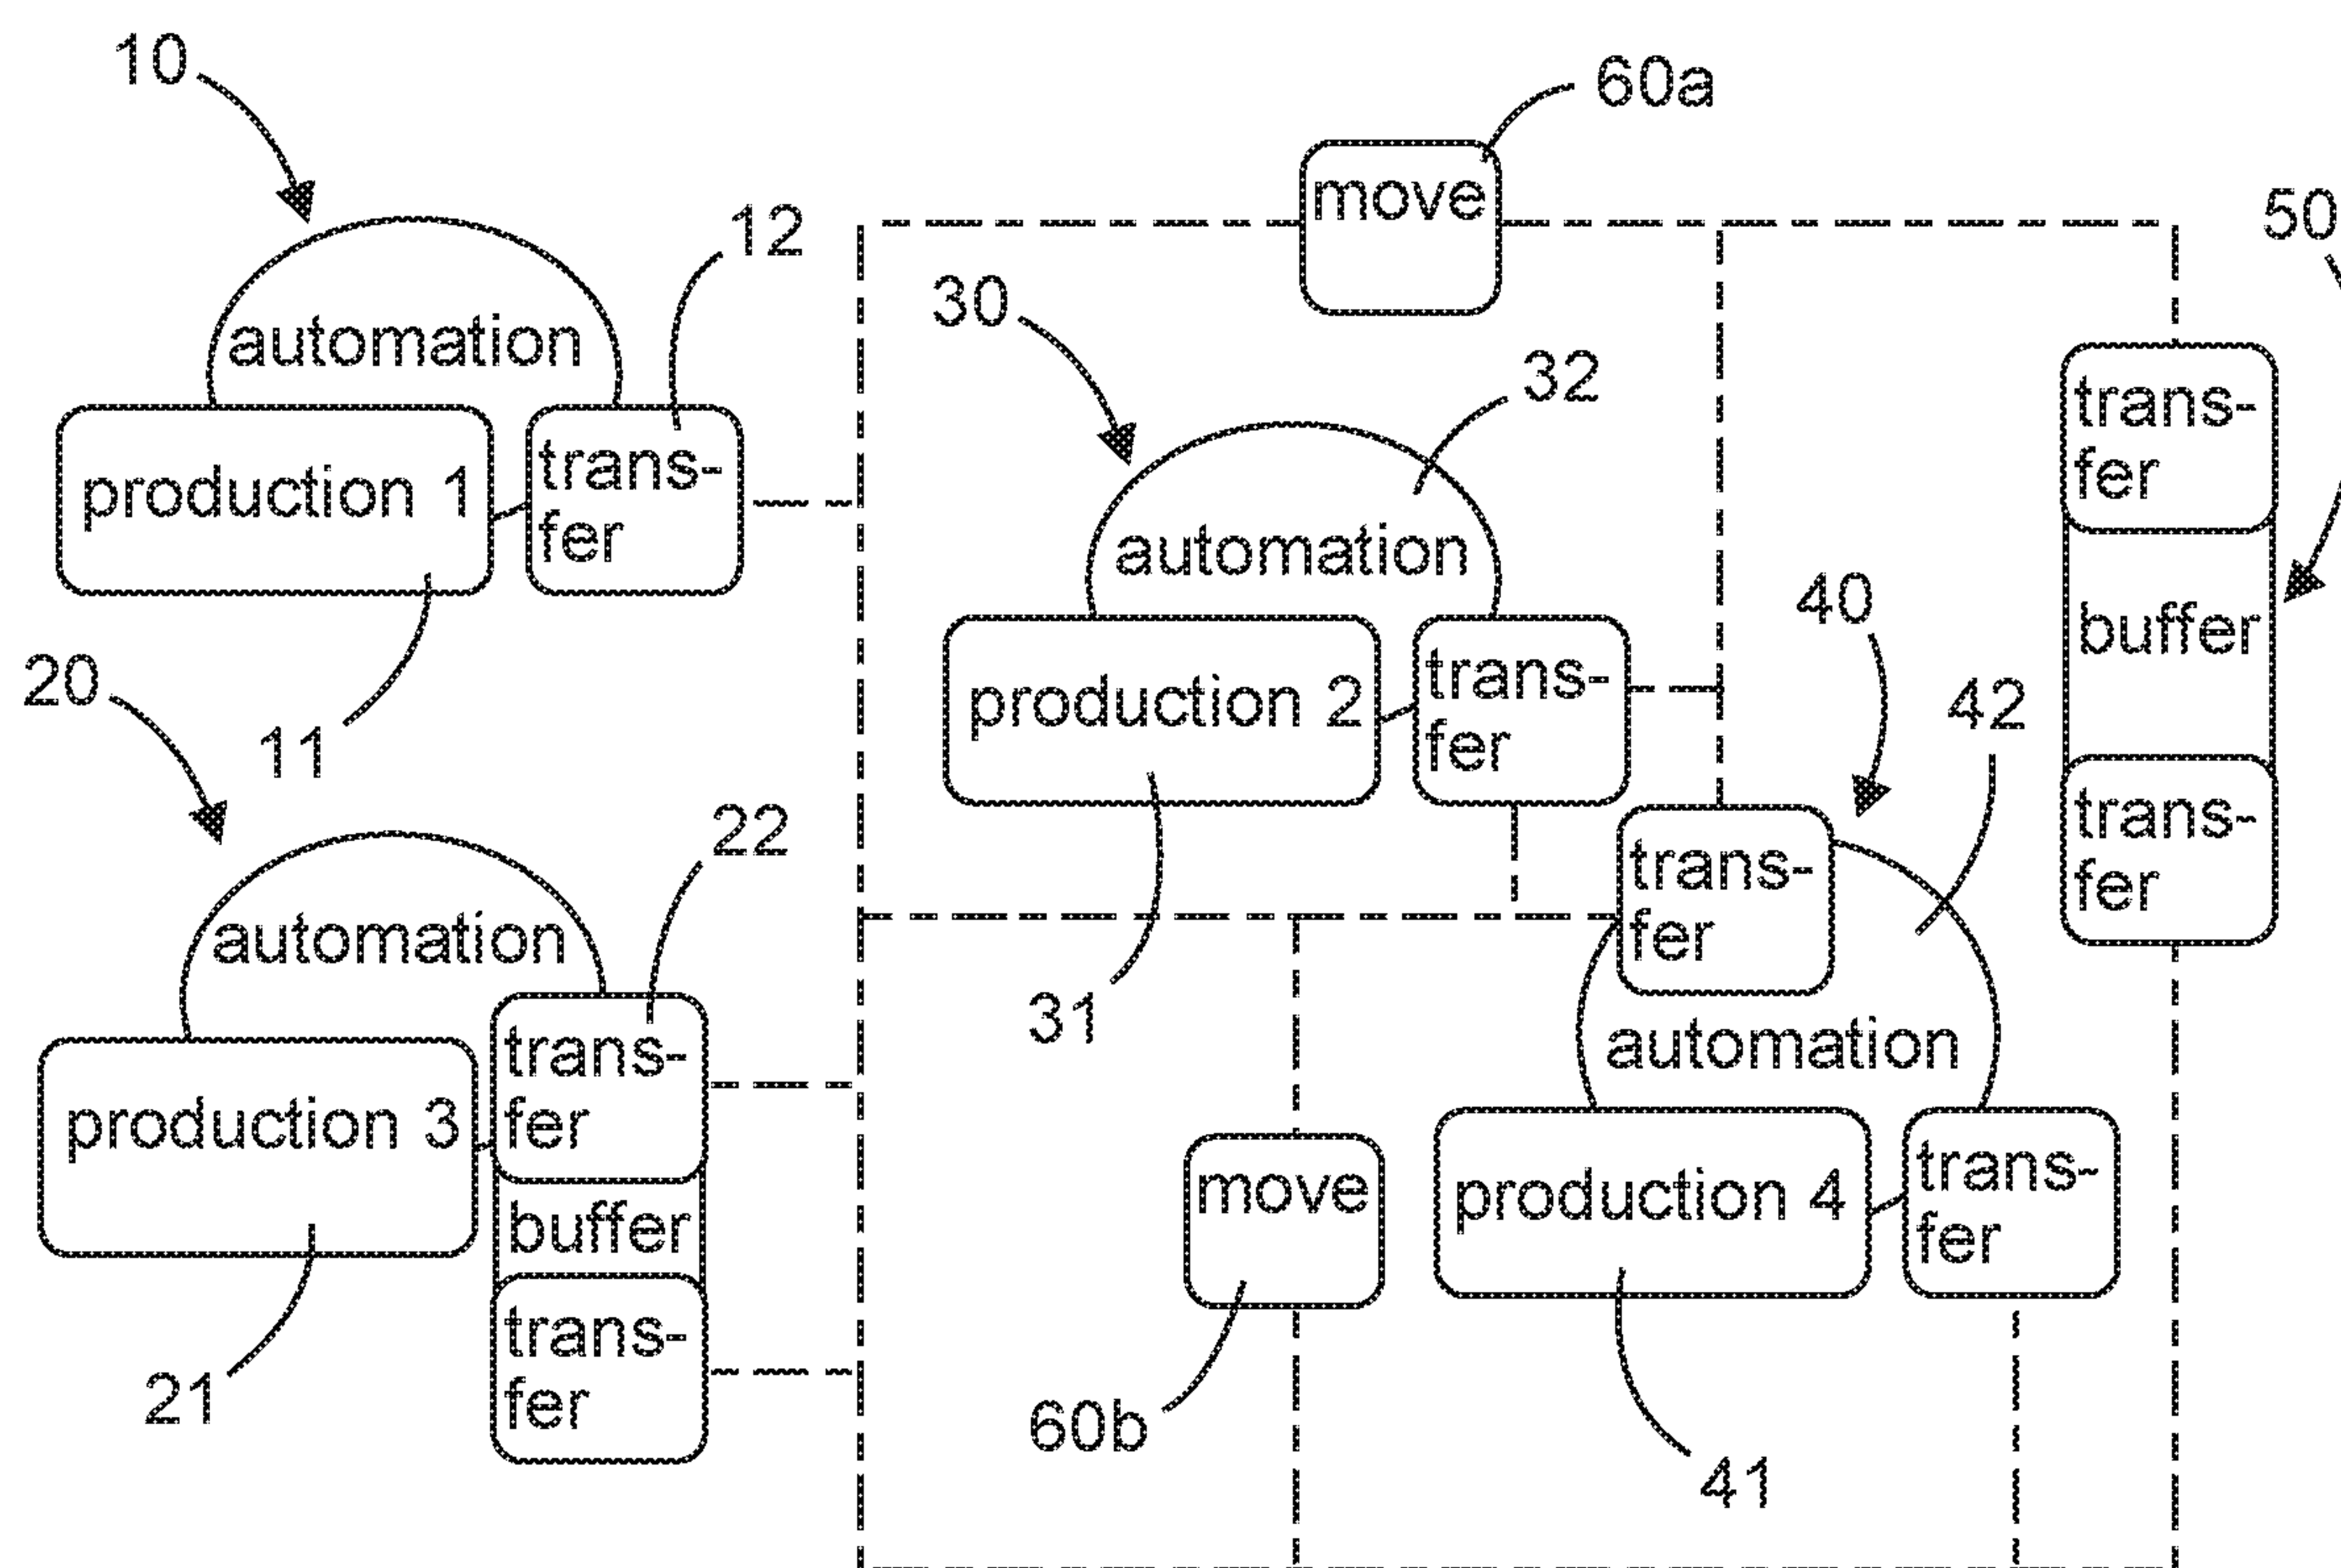 10
60a
move
50
12
30
automation
32
trans-
fer
production 1
trans-
fer
automation
40
buffer
20
11
production 2
trans-
fer
42
22
trans-
fer
trans-
fer
automation
31
automation
trans-
fer
production 3
buffer
trans-
fer
move
production 4
trans-
fer
21
60b
41